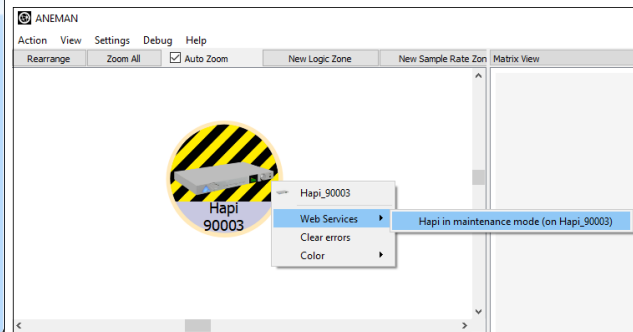 ANEMAN
Action View Settings Debug Help
Rearrange Zoom All Auto Zoom New Logic Zone New Sample Rate Zon Matrix View
Hapi
90003
Hapi_90003
Web Services
Hapi in maintenance mode (on Hapi_90003)
Clear errors
Color